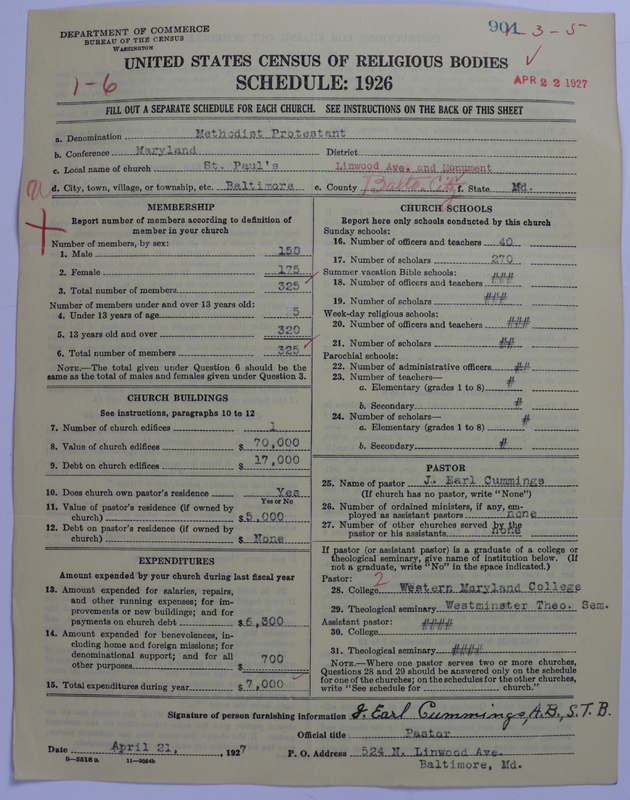 DEPARTMENT OF COMMERCE
BUREAU OF THE CENSUS
WASHINGTON
901 3-5
UNITED STATES CENSUS OF RELIGIOUS BODIES
1-6
SCHEDULE: 1926
APR 22 1927
FILL OUT A SEPARATE SCHEDULE FOR EACH CHURCH. SEE INSTRUCTIONS ON THE BACK OF THIS SHEET
a. Denomination Methodist Protestant
b. Conference Maryland District
c. Local name of church St. Paul's Linwood Ave. and Monument
d. City, town, village, or township, etc. Baltimore e. County Balto. City f. State Md.
MEMBERSHIP
Report number of members according to definition of
member in your church
Number of members, by sex:
1. Male 150
2. Female 175
3. Total number of members 325
Number of members under and over 13 years old:
4. Under 13 years of age 5
5. 13 years old and over 320
6. Total number of members 325
NOTE.—The total given under Question 6 should be the
same as the total of males and females given under Question 3.
CHURCH BUILDINGS
See instructions, paragraphs 10 to 12
7. Number of church edifices 1
8. Value of church edifices $ 70,000
9. Debt on church edifices $ 17,000
10. Does church own pastor's residence Yes
Yes or No
11. Value of pastor's residence (if owned by
church) $5,000
12. Debt on pastor's residence (if owned by
church) $ None
EXPENDITURES
Amount expended by your church during last fiscal year
13. Amount expended for salaries, repairs,
and other running expenses; for im-
provements or new buildings; and for
payments on church debt $6,300
14. Amount expended for benevolences, in-
cluding home and foreign missions; for
denominational support; and for all
other purposes $ 700
15. Total expenditures during year $7,000
CHURCH SCHOOLS
Report here only schools conducted by this church
Sunday schools:
16. Number of officers and teachers 40
17. Number of scholars 270
Summer vacation Bible schools:
18. Number of officers and teachers ###
19. Number of scholars ###
Week-day religious schools:
20. Number of officers and teachers ###
21. Number of scholars ##
Parochial schools:
22. Number of administrative officers ##
23. Number of teachers—
a. Elementary (grades 1 to 8) #
b. Secondary #
24. Number of scholars—
a. Elementary (grades 1 to 8) #
b. Secondary #
PASTOR
25. Name of pastor J. Earl Cummings
(If church has no pastor, write "None")
26. Number of ordained ministers, if any, em-
ployed as assistant pastors none
27. Number of other churches served by the
pastor or his assistants none
If pastor (or assistant pastor) is a graduate of a college or
theological seminary, give name of institution below. (If
not a graduate, write "No" in the space indicated.)
Pastor: 2
28. College Western Maryland College
29. Theological seminary Westminster Theo. Sem.
Assistant pastor: ####
30. College
31. Theological seminary ####
NOTE.—Where one pastor serves two or more churches,
Questions 28 and 29 should be answered only on the schedule
for one of the churches; on the schedules for the other churches,
write "See schedule for church."
Signature of person furnishing information J. Earl Cummings, A.B., S.T.B.
Official title Pastor
Date April 21, , 1927 P. O. Address 524 N. Linwood Ave.
Baltimore, Md.